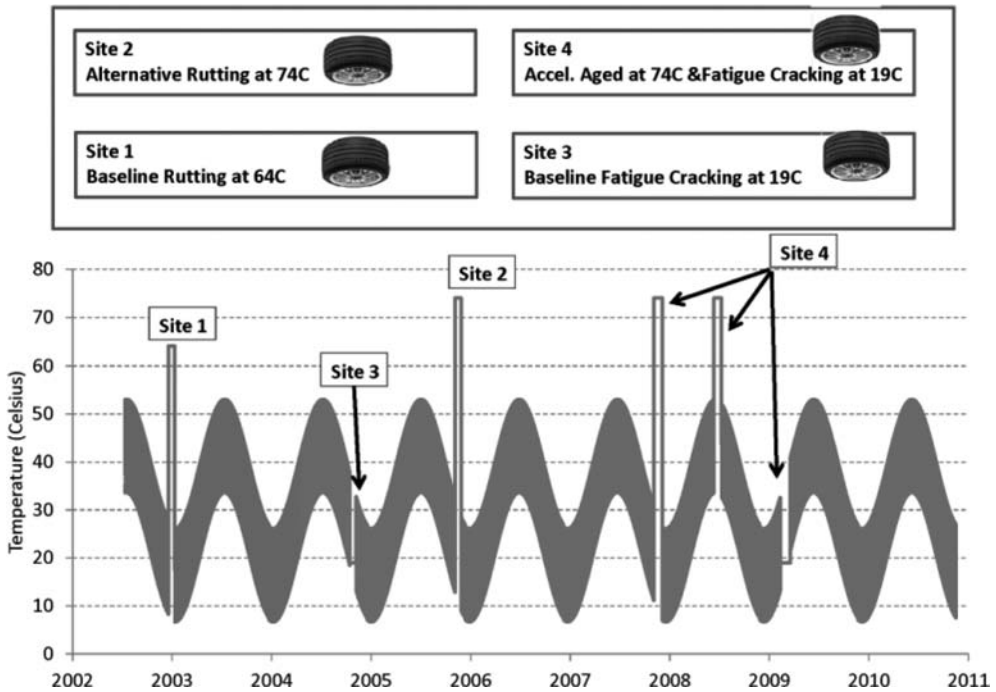 Site 2
Alternative Rutting at 74C
Site 4
Accel. Aged at 74C &Fatigue Cracking at 19C
Site 1
Baseline Rutting at 64C
Site 3
Baseline Fatigue Cracking at 19C
80
70
60
50
40
30
20
10
0
Temperature (Celsius)
Site 1
Site 3
Site 2
Site 4
2002 2003 2004 2005 2006 2007 2008 2009 2010 2011